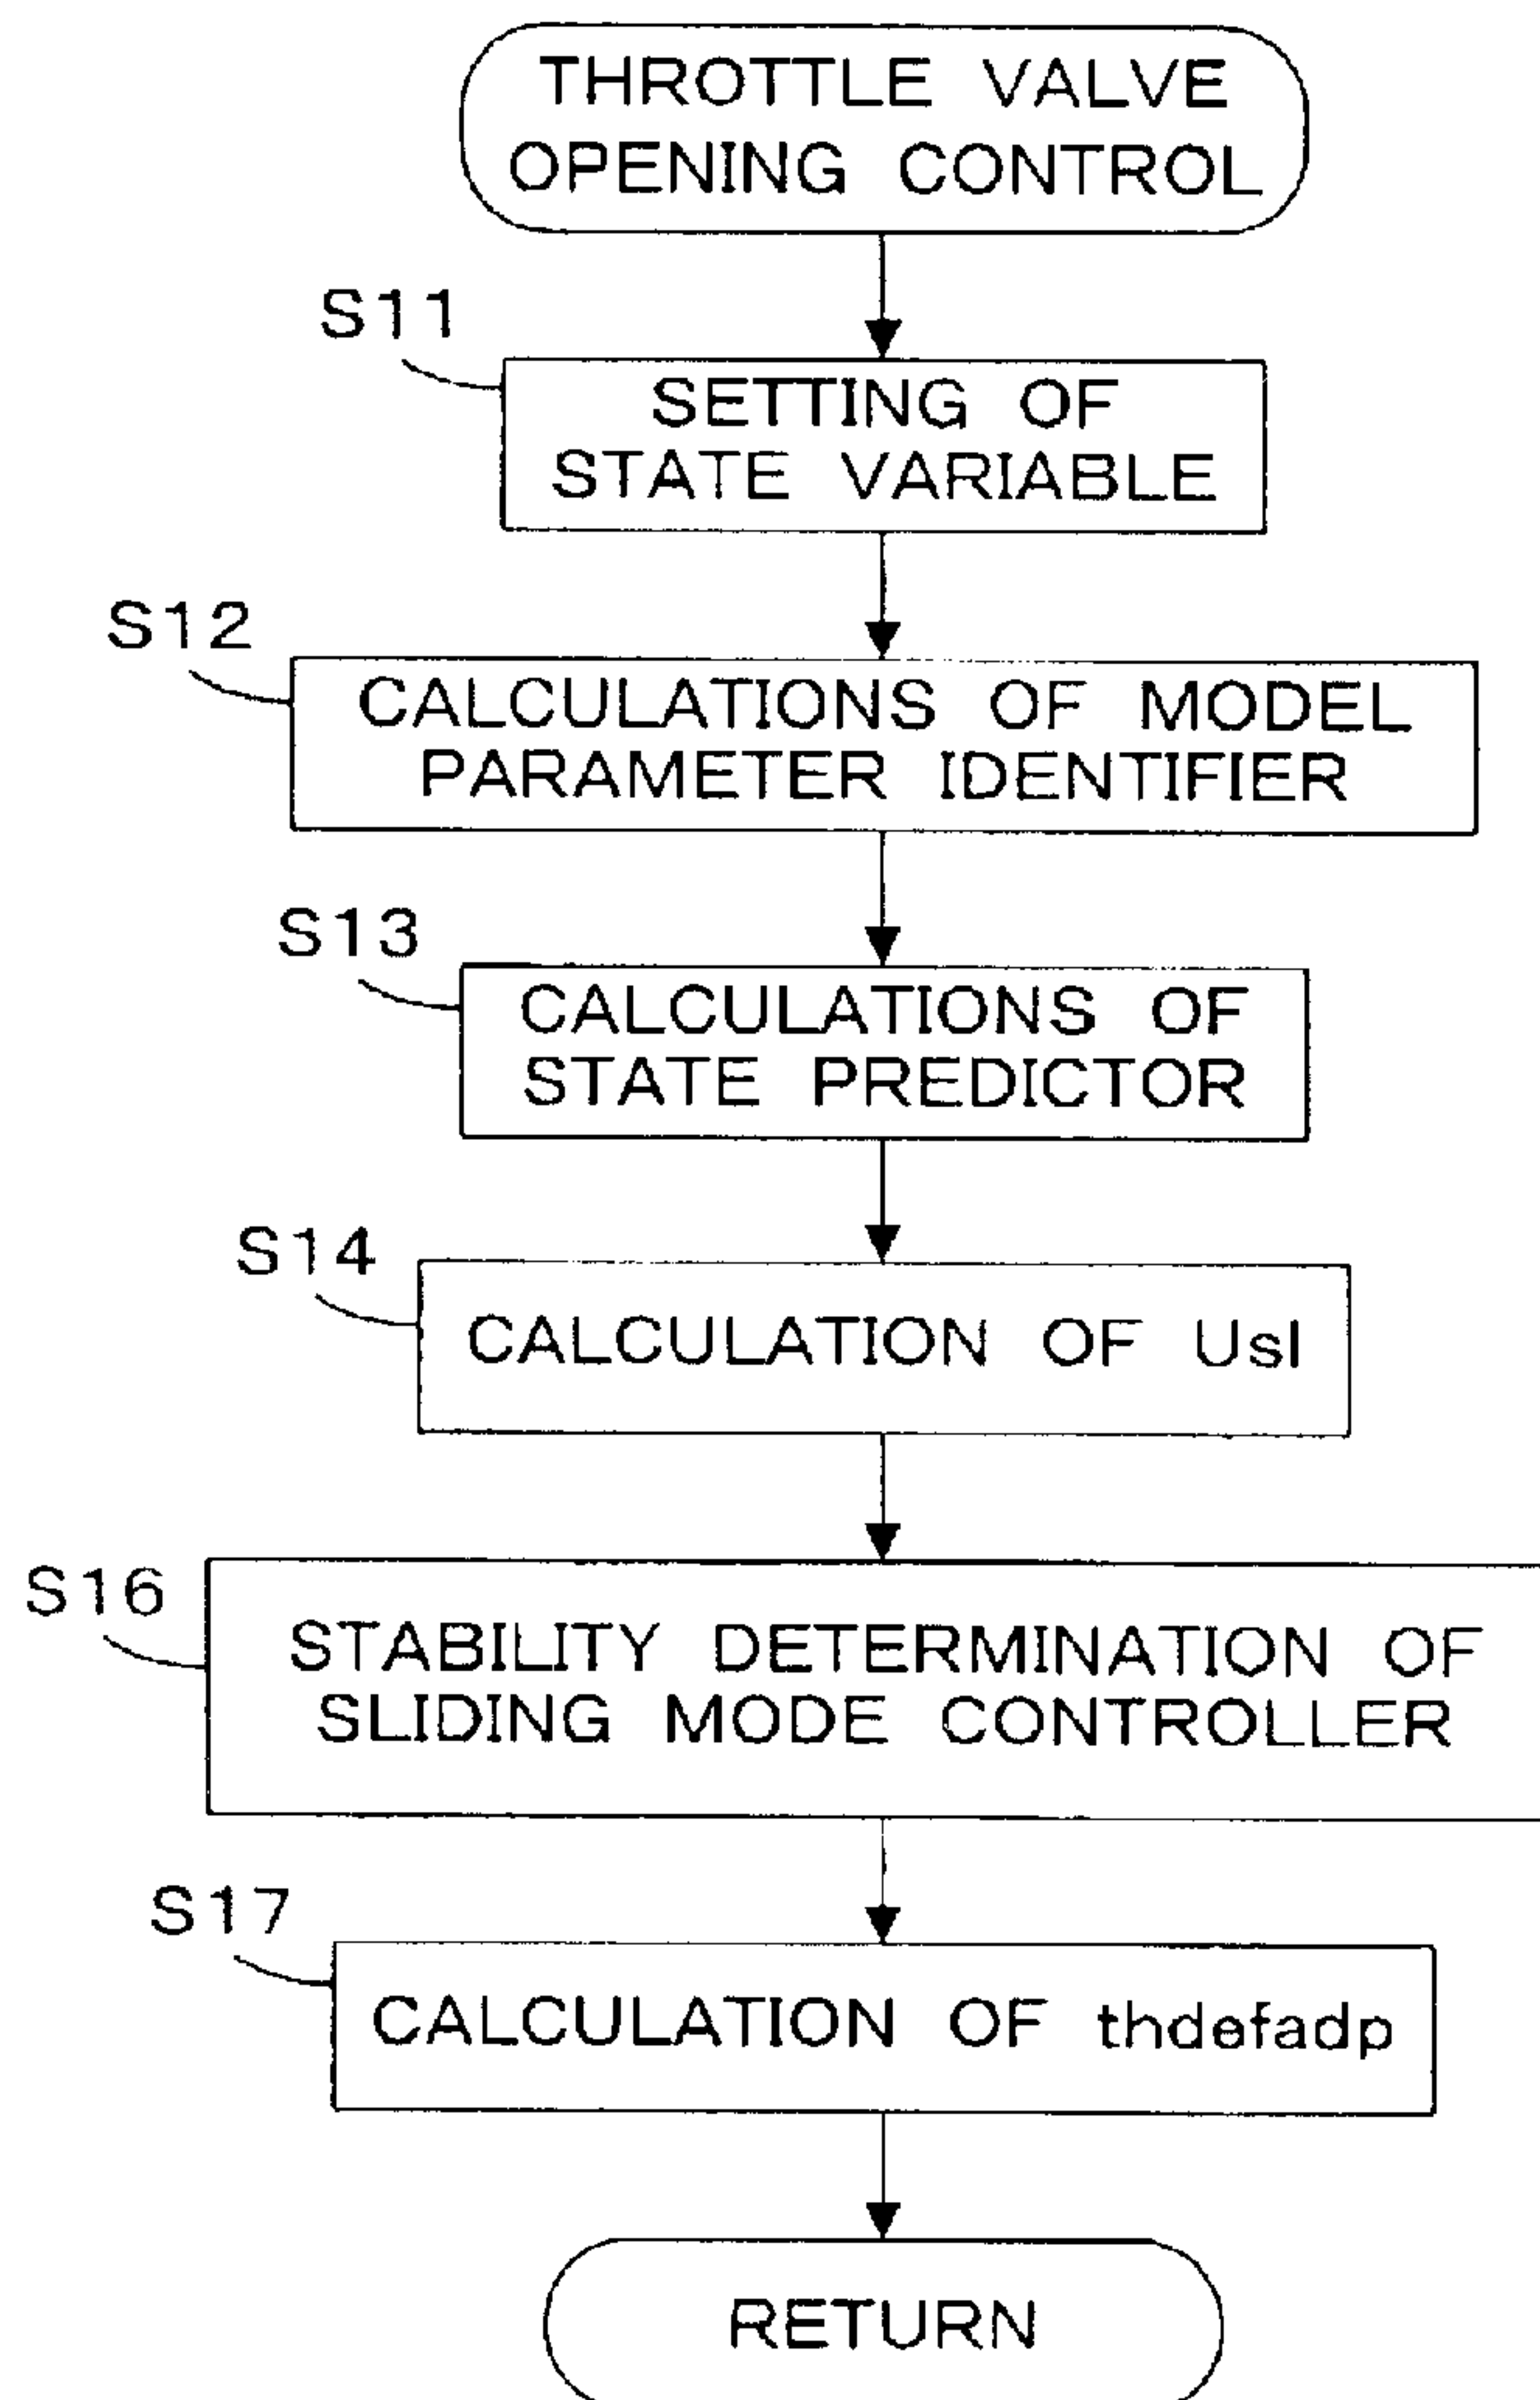 THROTTLE VALVE
OPENING CONTROL
S11
SETTING OF
STATE VARIABLE
S12
CALCULATIONS OF MODEL
PARAMETER IDENTIFIER
S13
CALCULATIONS OF
STATE PREDICTOR
S14
CALCULATION OF Usl
S16
STABILITY DETERMINATION OF
SLIDING MODE CONTROLLER
S17
CALCULATION OF thdefadp
RETURN